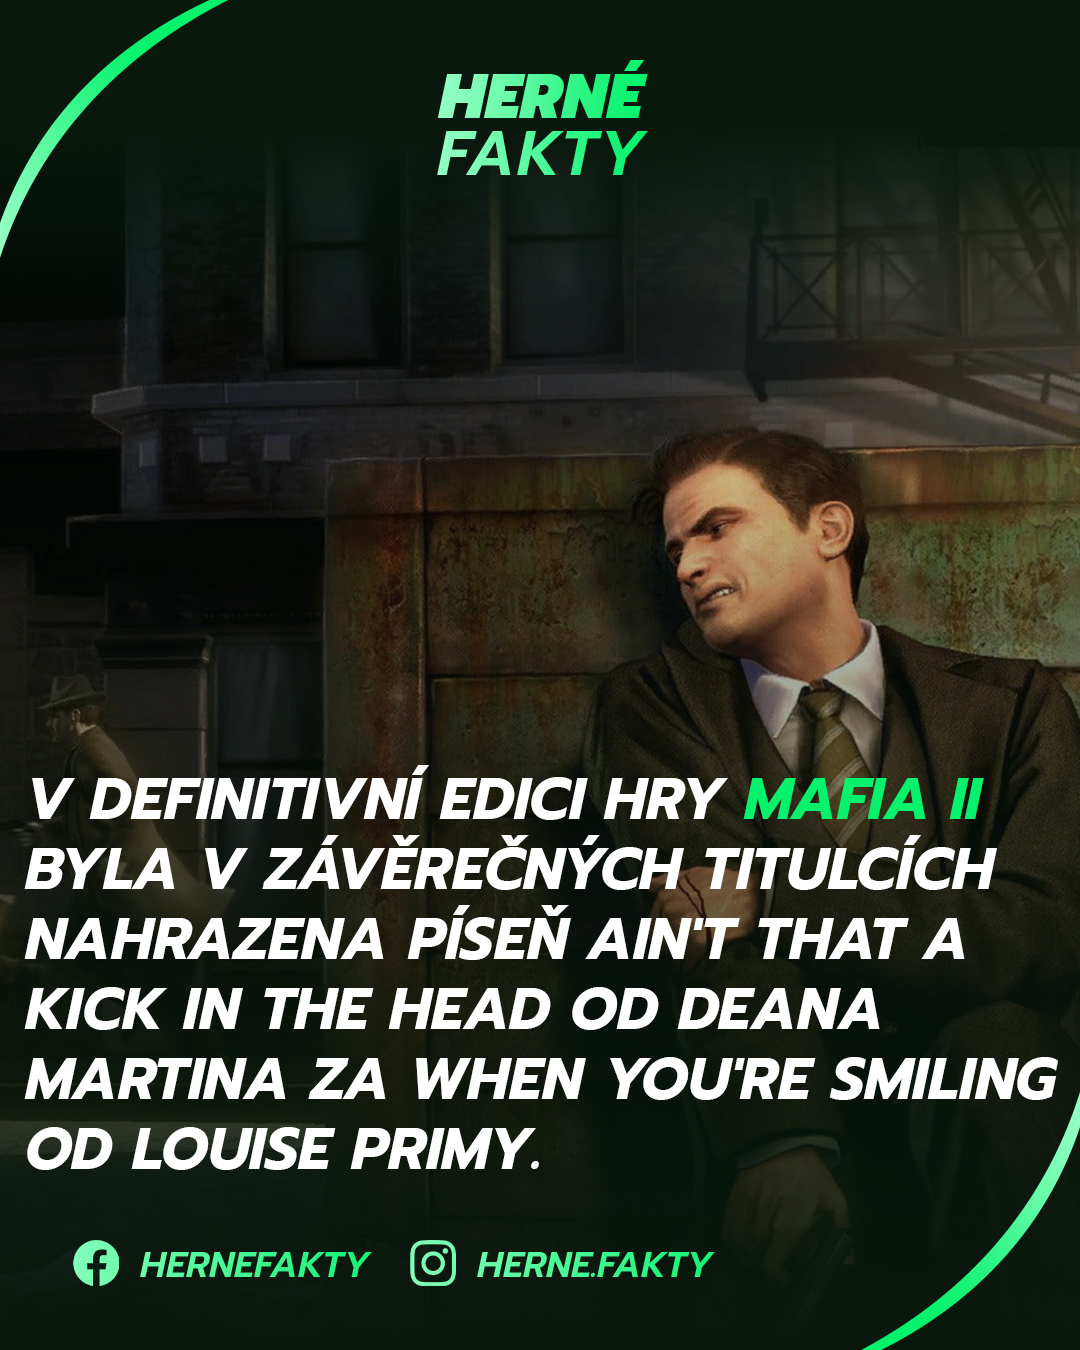 HERNÉ
FAKTY
V DEFINITIVNÍ EDICI HRY MAFIA II
BYLA V ZÁVĚREČNÝCH TITULCÍCH
NAHRAZENA PÍSEŇ AIN'T THAT A
KICK IN THE HEAD OD DEANA
MARTINA ZA WHEN YOU'RE SMILING
OD LOUISE PRIMY.
HERNEFAKTY HERNE.FAKTY